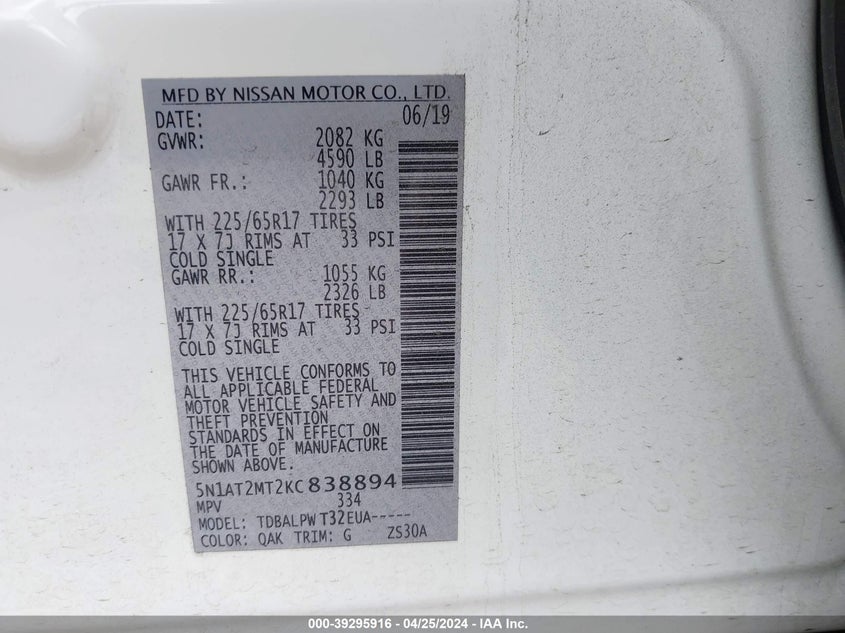 MFD BY NISSAN MOTOR CO., LTD.
DATE: 06/19
GVWR: 2082 KG
4590 LB
GAWR FR.: 1040 KG
2293 LB
WITH 225/65R17 TIRES
17 X 7J RIMS AT 33 PSI
COLD SINGLE
GAWR RR.: 1055 KG
2326 LB
WITH 225/65R17 TIRES
17 X 7J RIMS AT 33 PSI
COLD SINGLE
THIS VEHICLE CONFORMS TO
ALL APPLICABLE FEDERAL
MOTOR VEHICLE SAFETY AND
THEFT PREVENTION
STANDARDS IN EFFECT ON
THE DATE OF MANUFACTURE
SHOWN ABOVE.
5N1AT2MT2KC838894
MPV 334
MODEL: TDBALPW T32EUA-----
COLOR: QAK TRIM: G ZS30A
000-39295916 - 04/25/2024 - IAA Inc.